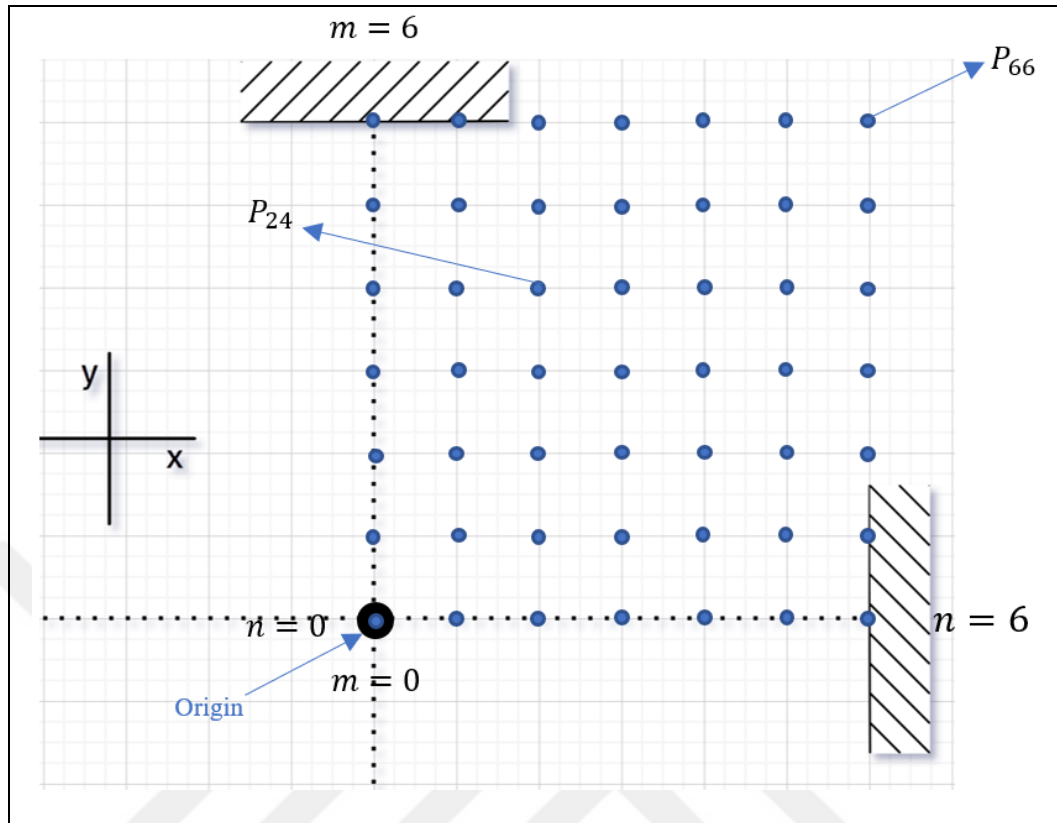 m = 6
P₆₆
P₂₄
y
x
n = 0
n = 6
m = 0
Origin